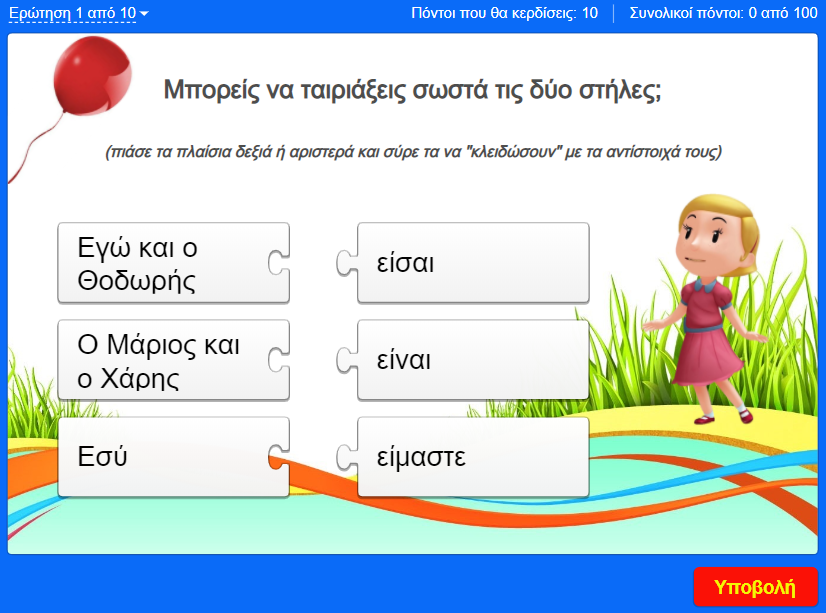 Ερώτηση 1 από 10
Πόντοι που θα κερδίσεις: 10
Συνολικοί πόντοι: 0 από 100
Μπορείς να ταιριάξεις σωστά τις δύο στήλες;
(πιάσε τα πλαίσια δεξιά ή αριστερά και σύρε τα να "κλειδώσουν" με τα αντίστοιχά τους)
Εγώ και ο
Θοδωρής
είσαι
Ο Μάριος και
ο Χάρης
είναι
Εσύ
είμαστε
Υποβολή